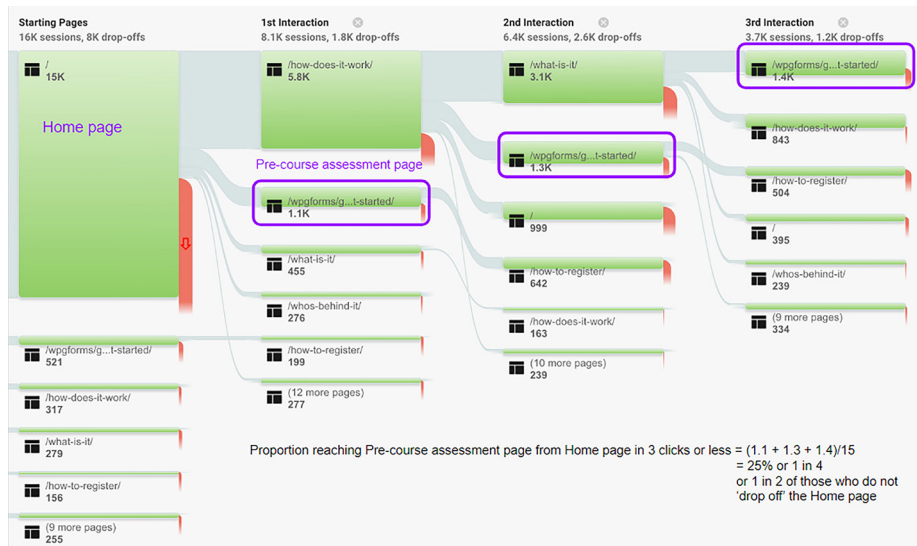 Starting Pages
16K sessions, 8K drop-offs
/
15K
Home page
/wpgforms/g...t-started/
521
/how-does-it-work/
317
/what-is-it/
279
/how-to-register/
156
(9 more pages)
255
1st Interaction
8.1K sessions, 1.8K drop-offs
/how-does-it-work/
5.8K
Pre-course assessment page
/wpgforms/g...t-started/
1.1K
/what-is-it/
455
/whos-behind-it/
276
/how-to-register/
199
(12 more pages)
277
2nd Interaction
6.4K sessions, 2.6K drop-offs
/what-is-it/
3.1K
/wpgforms/g...t-started/
1.3K
/
999
/how-to-register/
642
/how-does-it-work/
163
(10 more pages)
239
3rd Interaction
3.7K sessions, 1.2K drop-offs
/wpgforms/g...t-started/
1.4K
/how-does-it-work/
843
/how-to-register/
504
/
395
/whos-behind-it/
239
(9 more pages)
334
Proportion reaching Pre-course assessment page from Home page in 3 clicks or less = (1.1 + 1.3 + 1.4)/15
= 25% or 1 in 4
or 1 in 2 of those who do not
'drop off' the Home page